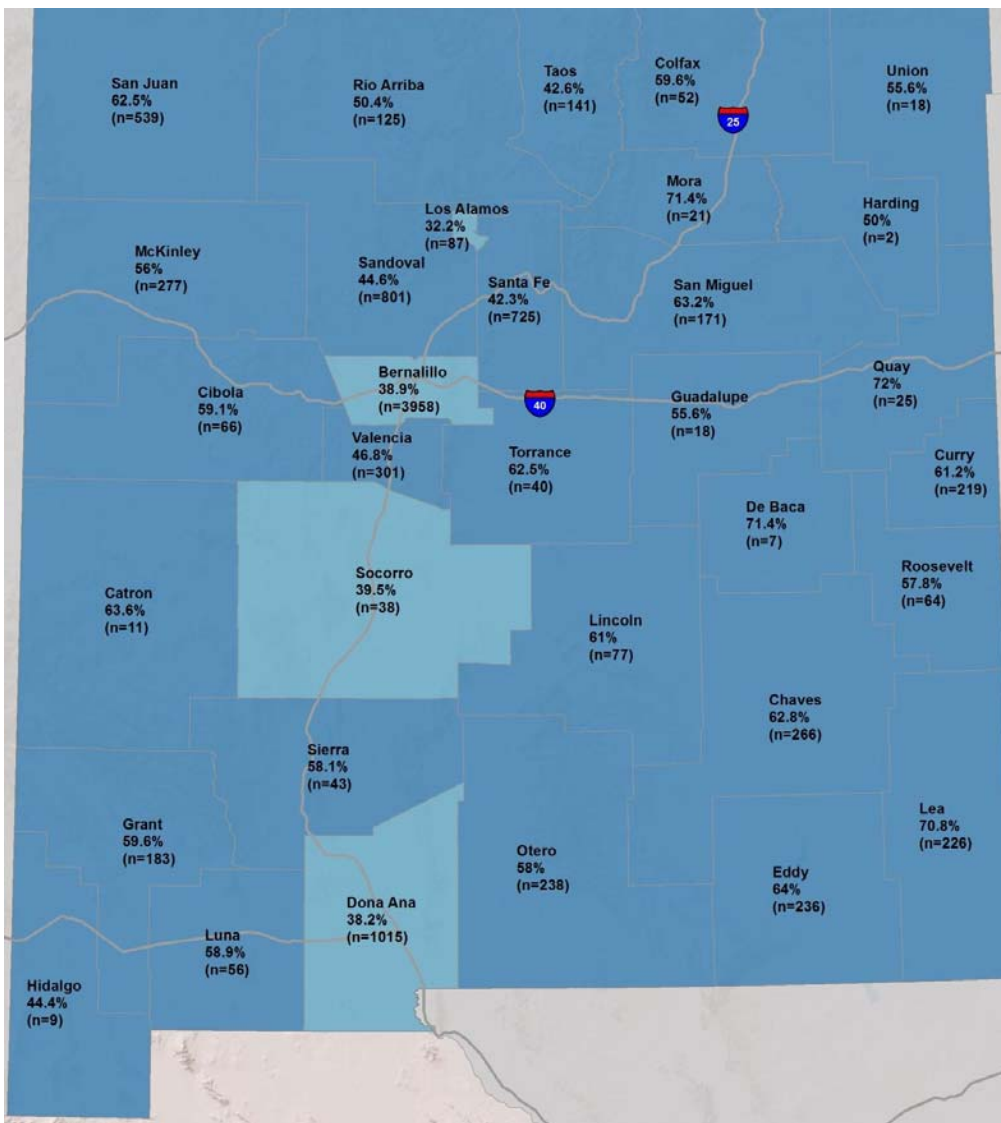 San Juan
62.5%
(n=539)
Rio Arriba
50.4%
(n=125)
Taos
42.6%
(n=141)
Colfax
59.6%
(n=52)
Union
55.6%
(n=18)
25
Mora
71.4%
(n=21)
Harding
50%
(n=2)
Los Alamos
32.2%
(n=87)
McKinley
56%
(n=277)
Sandoval
44.6%
(n=801)
Santa Fe
42.3%
(n=725)
San Miguel
63.2%
(n=171)
Bernalillo
38.9%
(n=3958)
Cibola
59.1%
(n=66)
40
Guadalupe
55.6%
(n=18)
Quay
72%
(n=25)
Valencia
46.8%
(n=301)
Torrance
62.5%
(n=40)
Curry
61.2%
(n=219)
De Baca
71.4%
(n=7)
Catron
63.6%
(n=11)
Socorro
39.5%
(n=38)
Roosevelt
57.8%
(n=64)
Lincoln
61%
(n=77)
Chaves
62.8%
(n=266)
Sierra
58.1%
(n=43)
Grant
59.6%
(n=183)
Otero
58%
(n=238)
Lea
70.8%
(n=226)
Eddy
64%
(n=236)
Dona Ana
38.2%
(n=1015)
Luna
58.9%
(n=56)
Hidalgo
44.4%
(n=9)